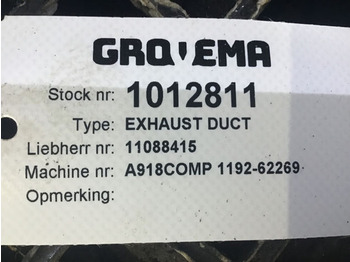 GROVEMA
Stock nr: 1012811
Type: EXHAUST DUCT
Liebherr nr: 11088415
Machine nr: A918COMP 1192-62269
Opmerking: